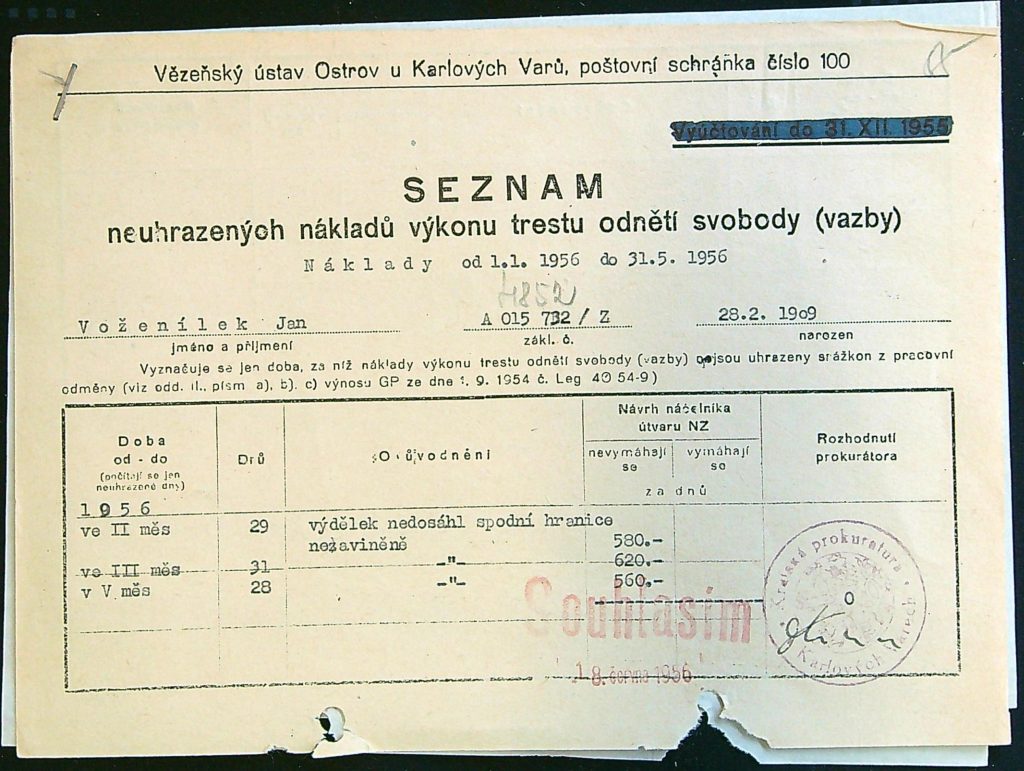 Vězeňský ústav Ostrov u Karlových Varů, poštovní schránka číslo 100
Vyúčtování do 31. XII. 1955
SEZNAM
neuhrazených nákladů výkonu trestu odnětí svobody (vazby)
Náklady od 1.1. 1956 do 31.5. 1956
4852
Voženílek Jan A 015 732 / Z 28.2. 1909
jméno a příjmení zákl. č. narozen
Vyznačuje se jen doba, za níž náklady výkonu trestu odnětí svobody (vazby) nejsou uhrazeny srážkon z pracovní
odměny (viz odd. II., písm a), b), c) výnosu GP ze dne 1. 9. 1954 č. Leg 40 54-9)
Doba
od - do
(počítají se jen
neuhrazené dny)
Dnů
Odůvodnění
Návrh náčelníka
útvaru NZ
nevymáhají
se
vymáhají
se
za dnů
Rozhodnutí
prokurátora
1956
ve II měs 29 výdělek nedosáhl spodní hranice
nezaviněně 580.-
ve III měs 31 -"- 620.-
v V měs 28 -"- 560.-
Souhlasím
18. června 1956
Krajská prokuratura
v Karlových Varech